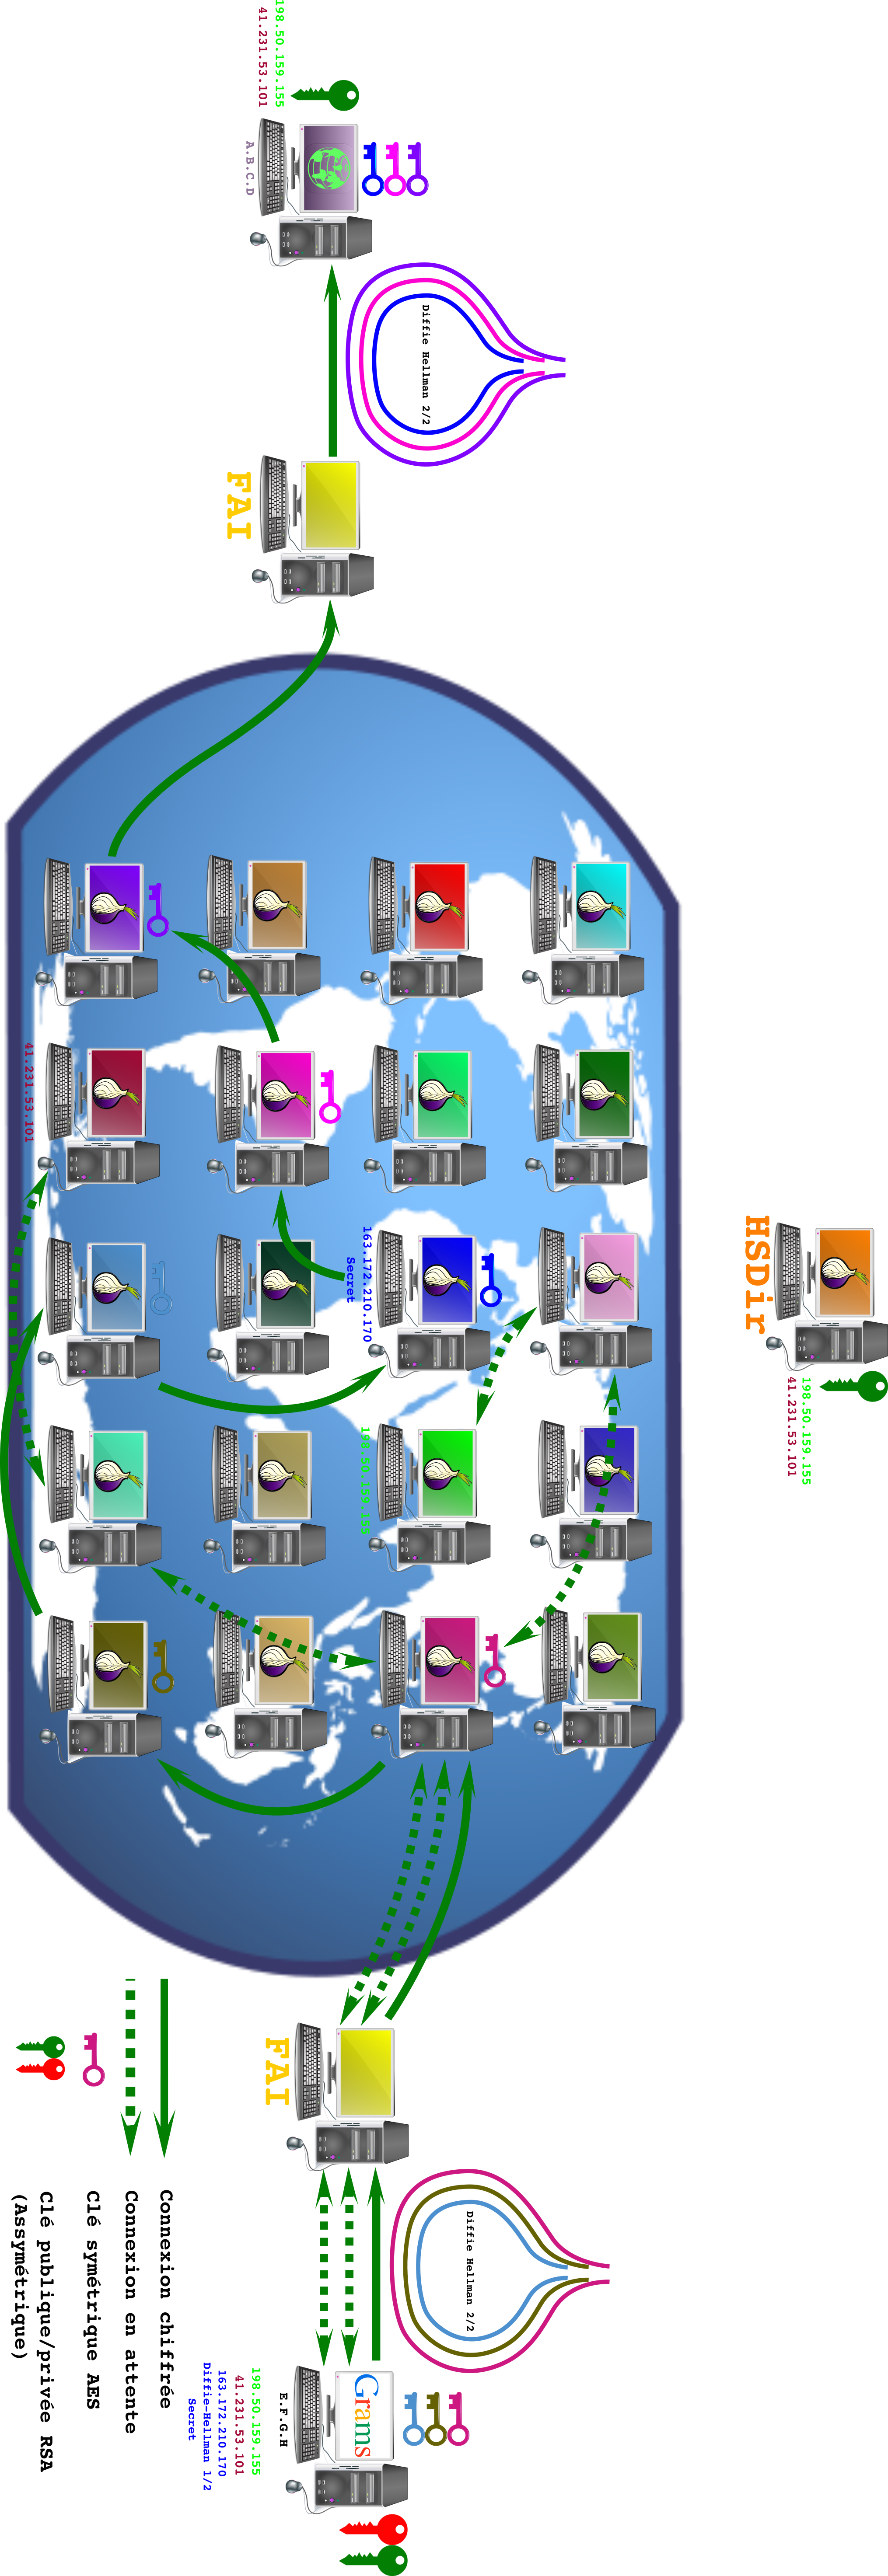 HSDir
198.50.159.155
41.231.53.101
198.50.159.155
41.231.53.101
A.B.C.D
Diffie Hellman 2/2
FAI
163.172.210.170
Secret
198.50.159.155
41.231.53.101
FAI
Diffie Hellman 2/2
Grams
E.F.G.H
198.50.159.155
41.231.53.101
163.172.210.170
Diffie-Hellman 1/2
Secret
Connexion chiffrée
Connexion en attente
Clé symétrique AES
Clé publique/privée RSA
(Assymétrique)